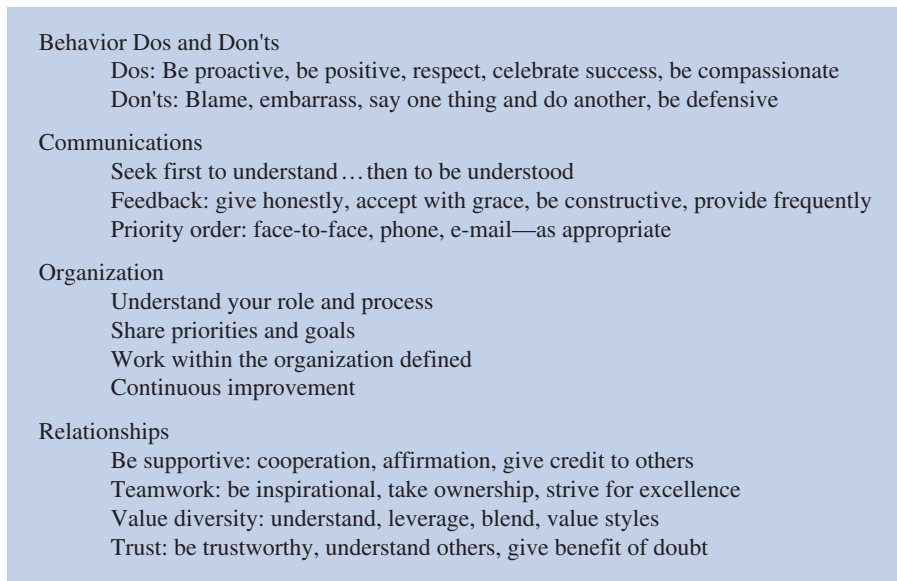 Behavior Dos and Don'ts
Dos: Be proactive, be positive, respect, celebrate success, be compassionate
Don'ts: Blame, embarrass, say one thing and do another, be defensive
Communications
Seek first to understand…then to be understood
Feedback: give honestly, accept with grace, be constructive, provide frequently
Priority order: face-to-face, phone, e-mail—as appropriate
Organization
Understand your role and process
Share priorities and goals
Work within the organization defined
Continuous improvement
Relationships
Be supportive: cooperation, affirmation, give credit to others
Teamwork: be inspirational, take ownership, strive for excellence
Value diversity: understand, leverage, blend, value styles
Trust: be trustworthy, understand others, give benefit of doubt